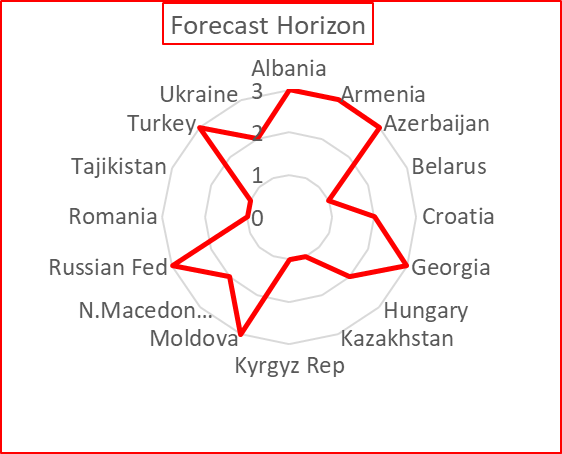 Forecast Horizon
Albania
Ukraine
3
Armenia
Turkey
2
Azerbaijan
Tajikistan
1
Belarus
Romania
0
Croatia
Russian Fed
Georgia
N.Macedon...
Hungary
Moldova
Kazakhstan
Kyrgyz Rep